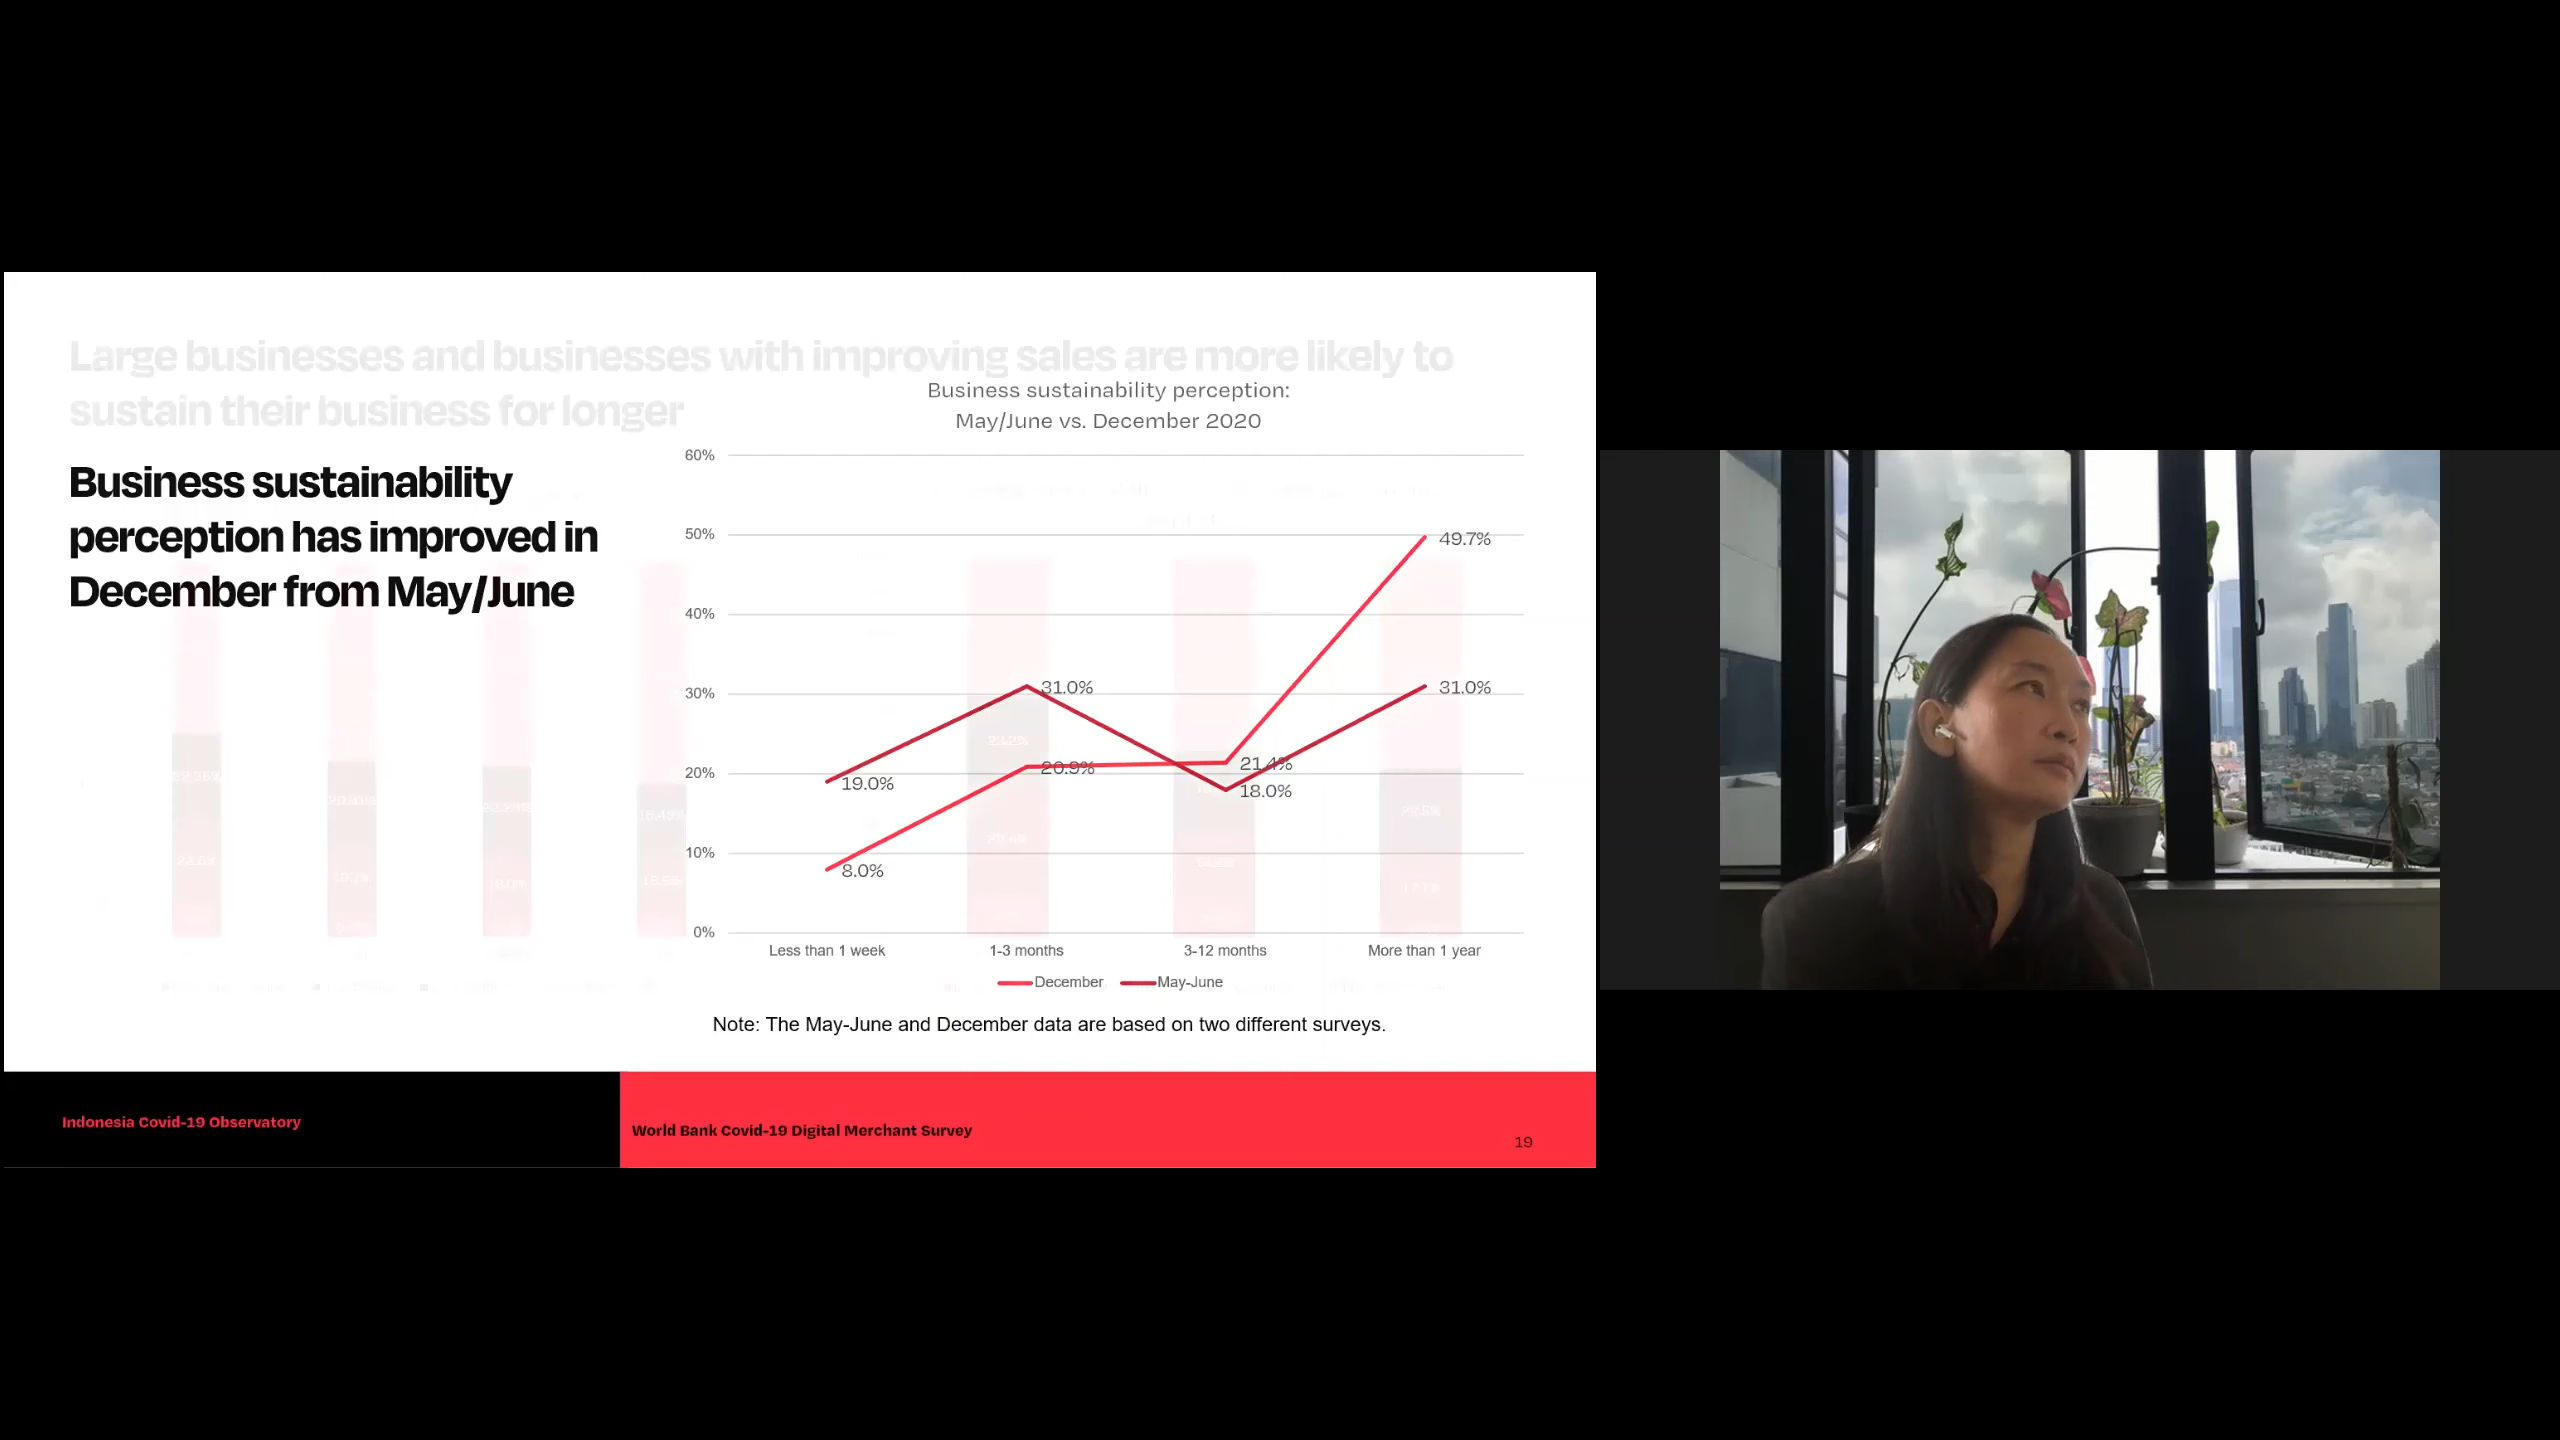 Large businesses and businesses with improving sales are more likely to
sustain their business for longer
Business sustainability
perception has improved in
December from May/June
Business sustainability perception:
May/June vs. December 2020
60%
50%
40%
30%
20%
10%
0%
49.7%
31.0%
31.0%
20.9%
21.4%
19.0%
18.0%
8.0%
Less than 1 week
1-3 months
3-12 months
More than 1 year
December
May-June
Note: The May-June and December data are based on two different surveys.
Indonesia Covid-19 Observatory
World Bank Covid-19 Digital Merchant Survey
19